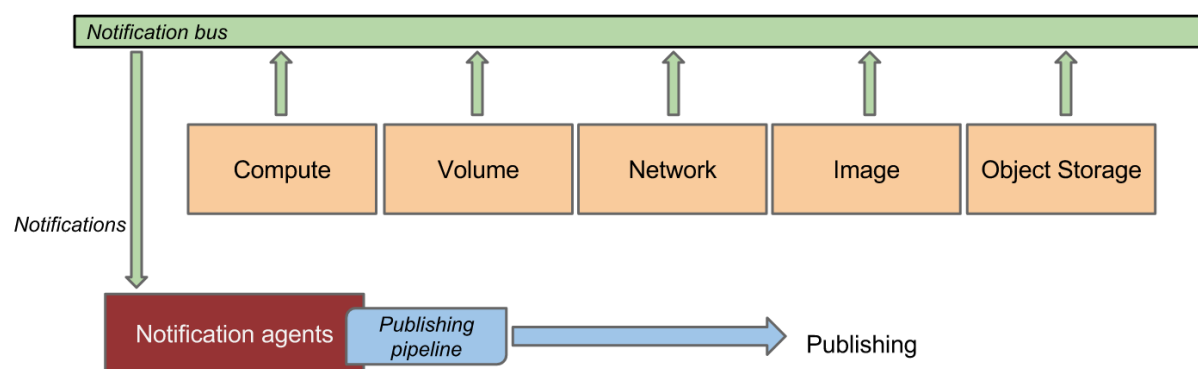 Notification bus
Compute
Volume
Network
Image
Object Storage
Notifications
Notification agents
Publishing
pipeline
Publishing